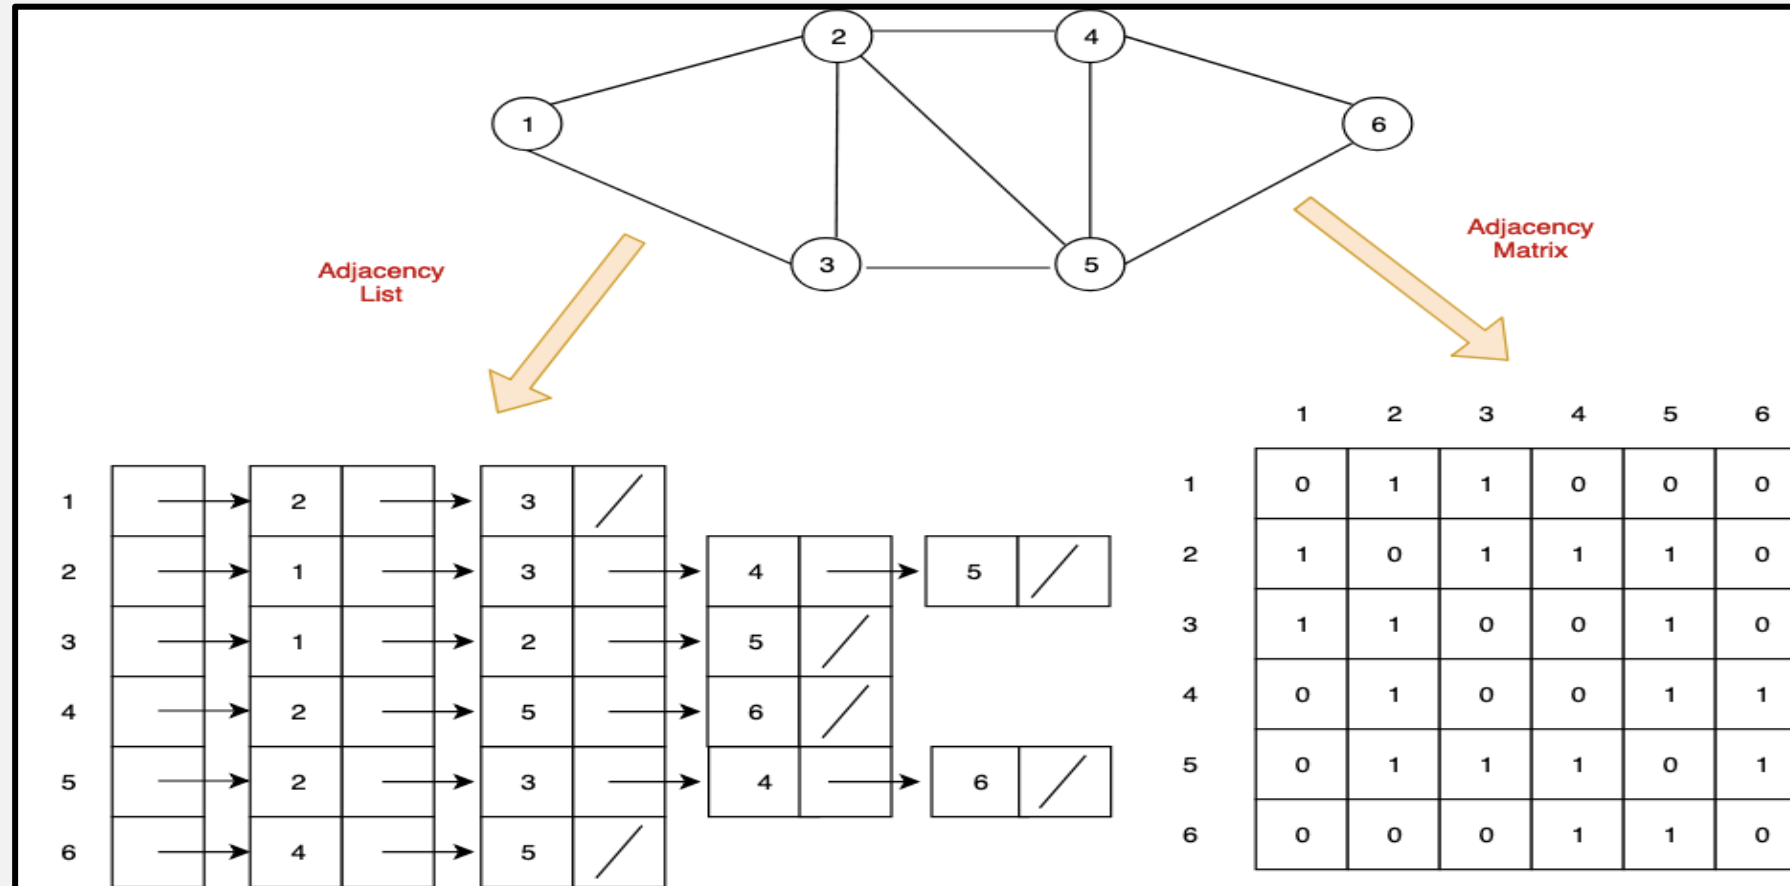 2 4
1 6
3 5
Adjacency
List
Adjacency
Matrix
1 2 3
2 1 3 4 5
3 1 2 5
4 2 5 6
5 2 3 4 6
6 4 5
1 2 3 4 5 6
1 0 1 1 0 0 0
2 1 0 1 1 1 0
3 1 1 0 0 1 0
4 0 1 0 0 1 1
5 0 1 1 1 0 1
6 0 0 0 1 1 0